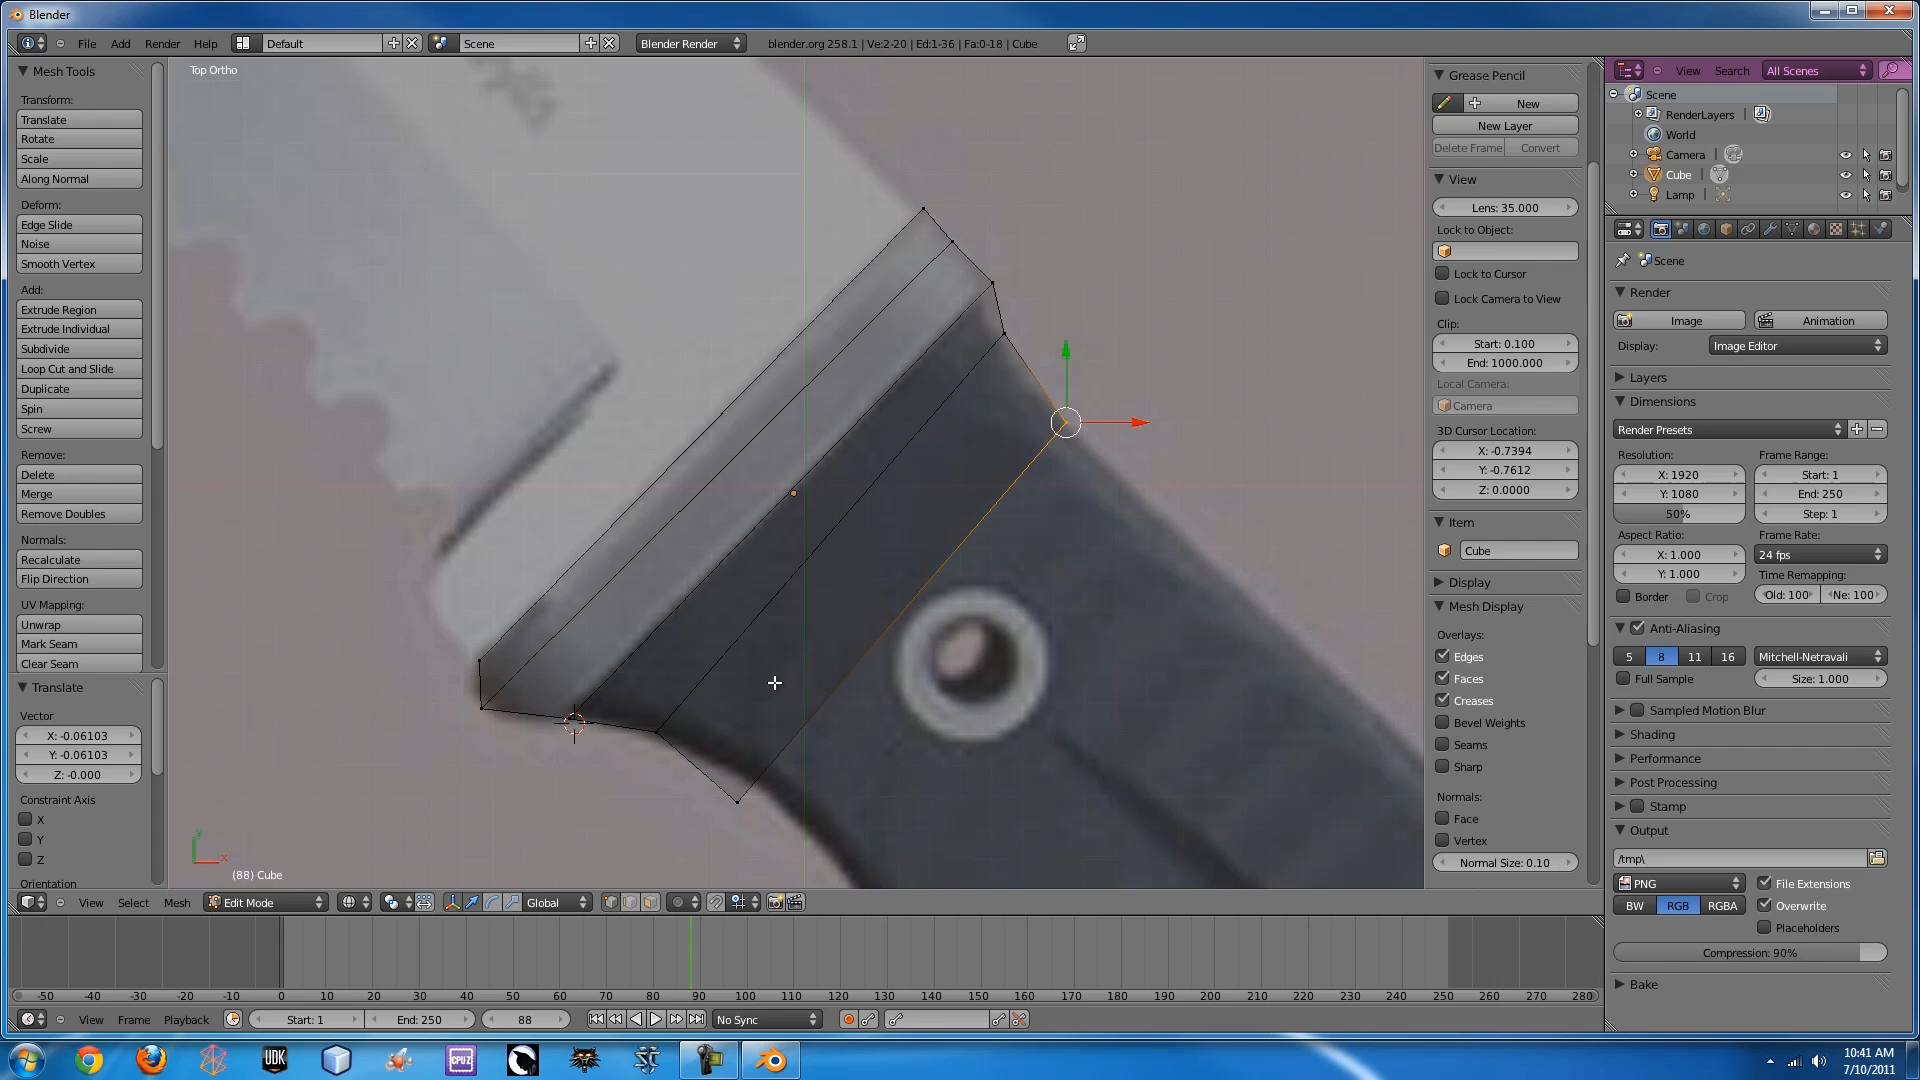 Blender
File Add Render Help Default Scene Blender Render blender.org 258.1 | Ve:2-20 | Ed:1-36 | Fa:0-18 | Cube
Mesh Tools
Transform:
Translate
Rotate
Scale
Along Normal
Deform:
Edge Slide
Noise
Smooth Vertex
Add:
Extrude Region
Extrude Individual
Subdivide
Loop Cut and Slide
Duplicate
Spin
Screw
Remove:
Delete
Merge
Remove Doubles
Normals:
Recalculate
Flip Direction
UV Mapping:
Unwrap
Mark Seam
Clear Seam
Translate
Vector
X: -0.06103
Y: -0.06103
Z: -0.000
Constraint Axis
X
Y
Z
Orientation
Top Ortho
y
x
(88) Cube
Grease Pencil
New
New Layer
Delete Frame Convert
View
Lens: 35.000
Lock to Object:
Lock to Cursor
Lock Camera to View
Clip:
Start: 0.100
End: 1000.000
Local Camera:
Camera
3D Cursor Location:
X: -0.7394
Y: -0.7612
Z: 0.0000
Item
Cube
Display
Mesh Display
Overlays:
Edges
Faces
Creases
Bevel Weights
Seams
Sharp
Normals:
Face
Vertex
Normal Size: 0.10
View Search All Scenes
Scene
RenderLayers
World
Camera
Cube
Lamp
Scene
Render
Image Animation
Display: Image Editor
Layers
Dimensions
Render Presets
Resolution: Frame Range:
X: 1920 Start: 1
Y: 1080 End: 250
50% Step: 1
Aspect Ratio: Frame Rate:
X: 1.000 24 fps
Y: 1.000 Time Remapping:
Border Crop Old: 100 Ne: 100
Anti-Aliasing
5 8 11 16 Mitchell-Netravali
Full Sample Size: 1.000
Sampled Motion Blur
Shading
Performance
Post Processing
Stamp
Output
/tmp\
PNG File Extensions
BW RGB RGBA Overwrite
Placeholders
Compression: 90%
Bake
View Select Mesh Edit Mode Global
-50 -40 -30 -20 -10 0 10 20 30 40 50 60 70 80 90 100 110 120 130 140 150 160 170 180 190 200 210 220 230 240 250 260 270 280
View Frame Playback Start: 1 End: 250 88 No Sync
UDK CPU Z
10:41 AM
7/10/2011